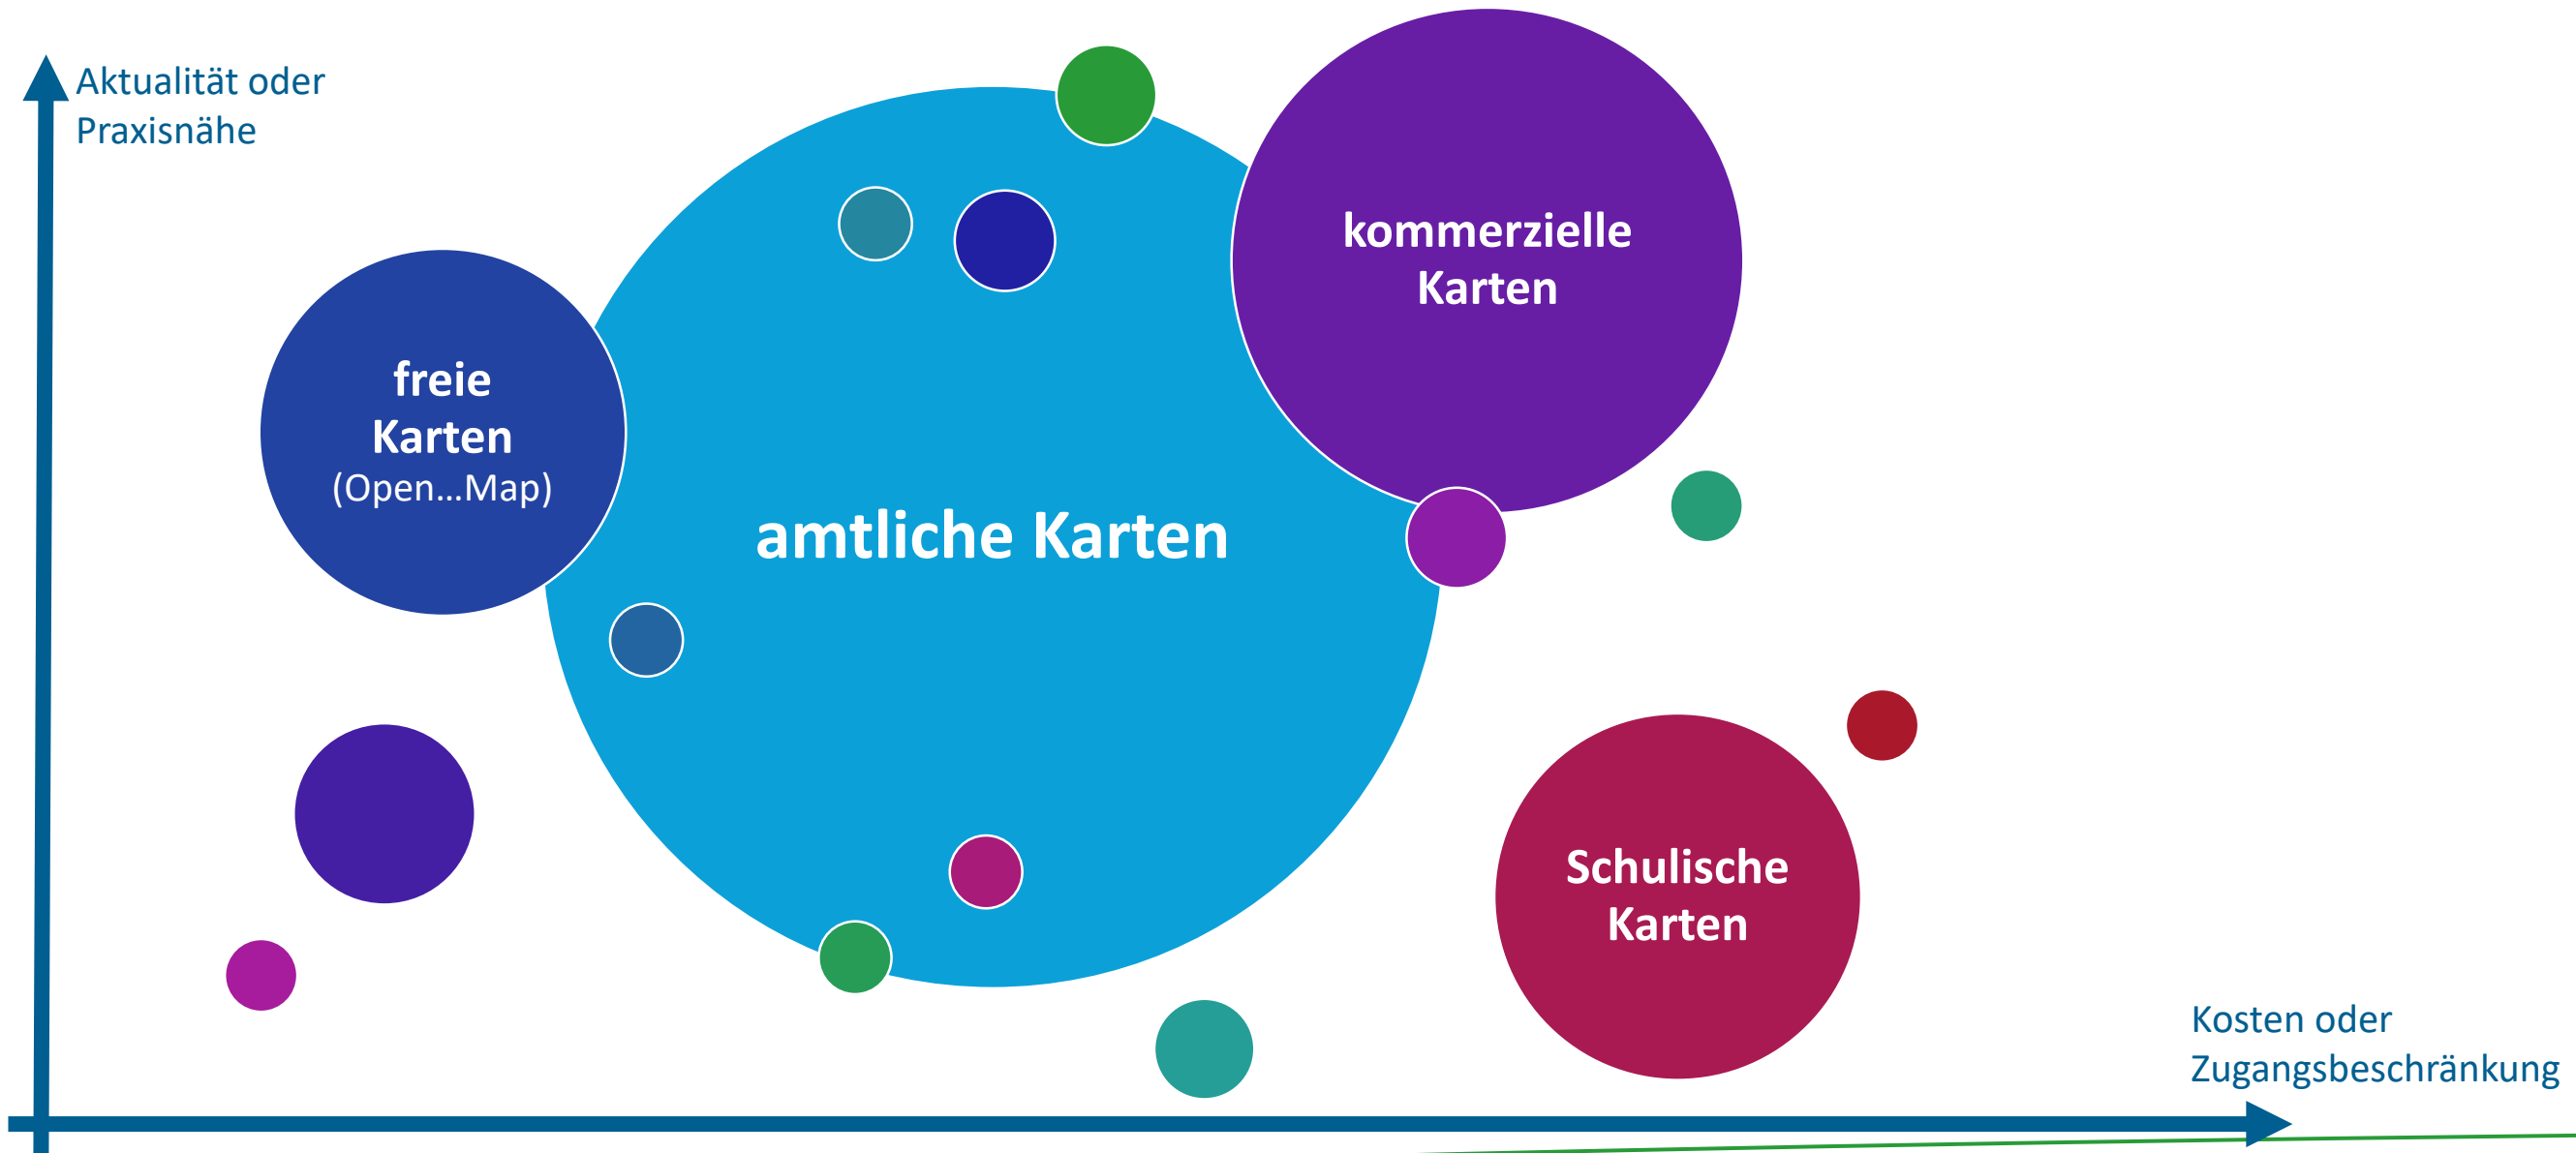 Aktualität oder
Praxisnähe
kommerzielle
Karten
freie
Karten
(Open...Map)
amtliche Karten
Schulische
Karten
Kosten oder
Zugangsbeschränkung